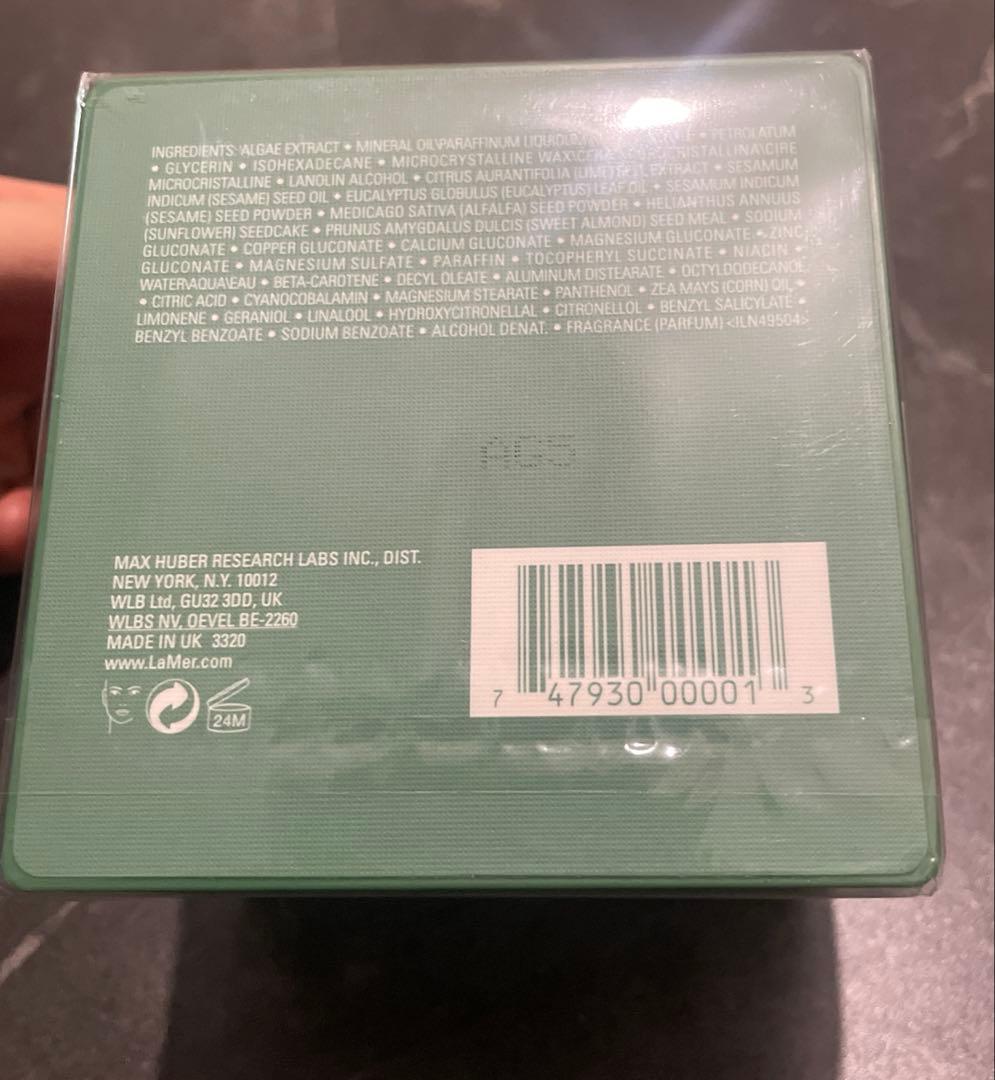 INGREDIENTS: ALGAE EXTRACT • MINERAL OIL\PARAFFINUM LIQUIDUM • PETROLATUM
• GLYCERIN • ISOHEXADECANE • MICROCRYSTALLINE WAX\CERA MICROCRISTALLINA\CIRE
MICROCRISTALLINE • LANOLIN ALCOHOL • CITRUS AURANTIFOLIA (LIME) PEEL EXTRACT • SESAMUM
INDICUM (SESAME) SEED OIL • EUCALYPTUS GLOBULUS (EUCALYPTUS) LEAF OIL • SESAMUM INDICUM
(SESAME) SEED POWDER • MEDICAGO SATIVA (ALFALFA) SEED POWDER • HELIANTHUS ANNUUS
(SUNFLOWER) SEEDCAKE • PRUNUS AMYGDALUS DULCIS (SWEET ALMOND) SEED MEAL • SODIUM
GLUCONATE • COPPER GLUCONATE • CALCIUM GLUCONATE • MAGNESIUM GLUCONATE • ZINC
GLUCONATE • MAGNESIUM SULFATE • PARAFFIN • TOCOPHERYL SUCCINATE • NIACIN •
WATER\AQUA\EAU • BETA-CAROTENE • DECYL OLEATE • ALUMINUM DISTEARATE • OCTYLDODECANOL
• CITRIC ACID • CYANOCOBALAMIN • MAGNESIUM STEARATE • PANTHENOL • ZEA MAYS (CORN) OIL •
LIMONENE • GERANIOL • LINALOOL • HYDROXYCITRONELLAL • CITRONELLOL • BENZYL SALICYLATE •
BENZYL BENZOATE • SODIUM BENZOATE • ALCOHOL DENAT. • FRAGRANCE (PARFUM) <ILN49504>
AG5
MAX HUBER RESEARCH LABS INC., DIST.
NEW YORK, N.Y. 10012
WLB Ltd, GU32 3DD, UK
WLBS NV, OEVEL BE-2260
MADE IN UK 3320
www.LaMer.com
24M
7 47930 00001 3